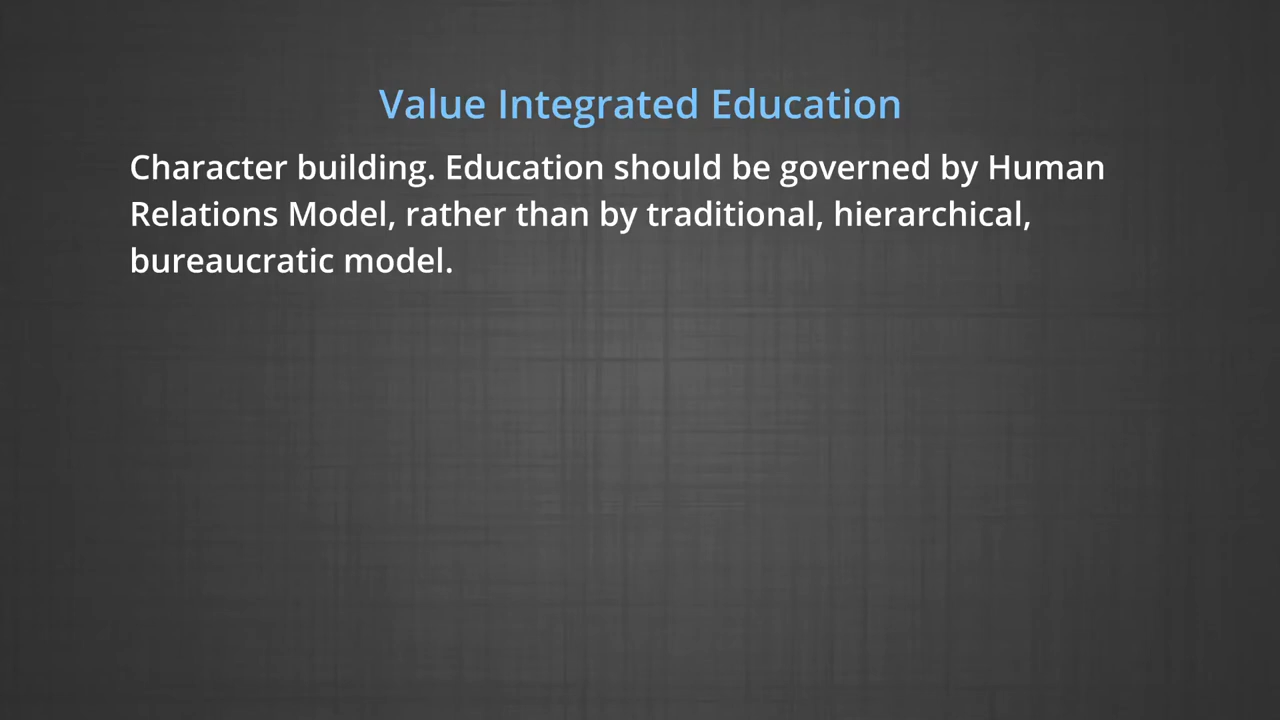 Value Integrated Education
Character building. Education should be governed by Human
Relations Model, rather than by traditional, hierarchical,
bureaucratic model.